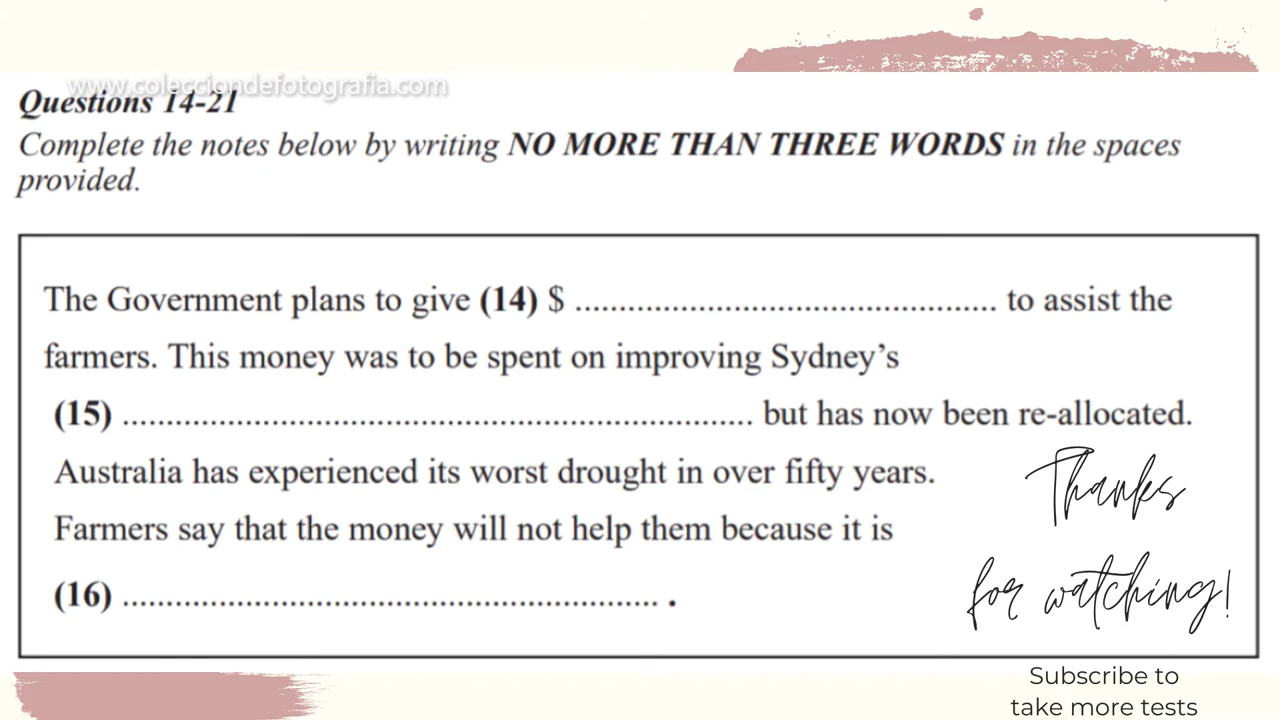 www.colecciondefotografia.com
Questions 14-21
Complete the notes below by writing NO MORE THAN THREE WORDS in the spaces
provided.
The Government plans to give (14) $ ................................................ to assist the
farmers. This money was to be spent on improving Sydney's
(15) ........................................................................ but has now been re-allocated.
Australia has experienced its worst drought in over fifty years.
Farmers say that the money will not help them because it is
(16) ............................................................. .
Thanks
for watching!
Subscribe to
take more tests